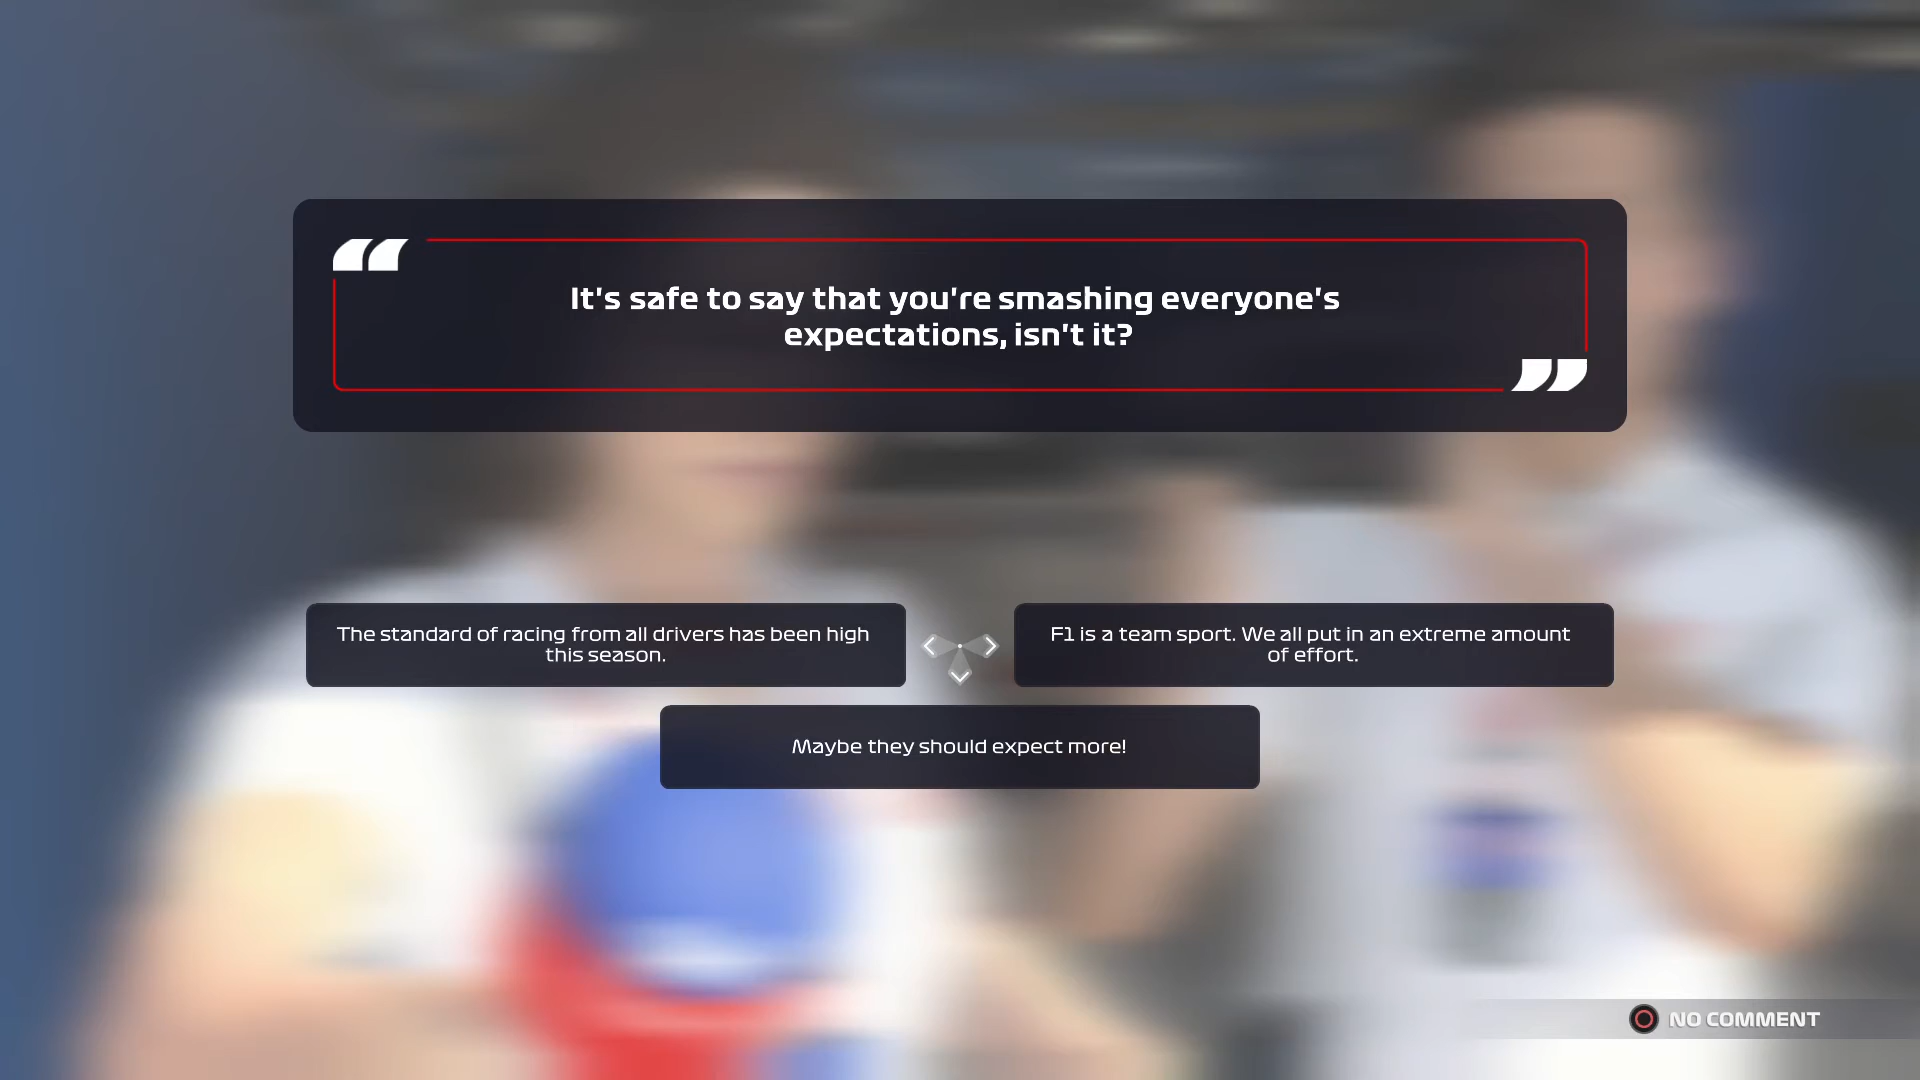 It's safe to say that you're smashing everyone's
expectations, isn't it?
The standard of racing from all drivers has been high
this season.
F1 is a team sport. We all put in an extreme amount
of effort.
Maybe they should expect more!
NO COMMENT